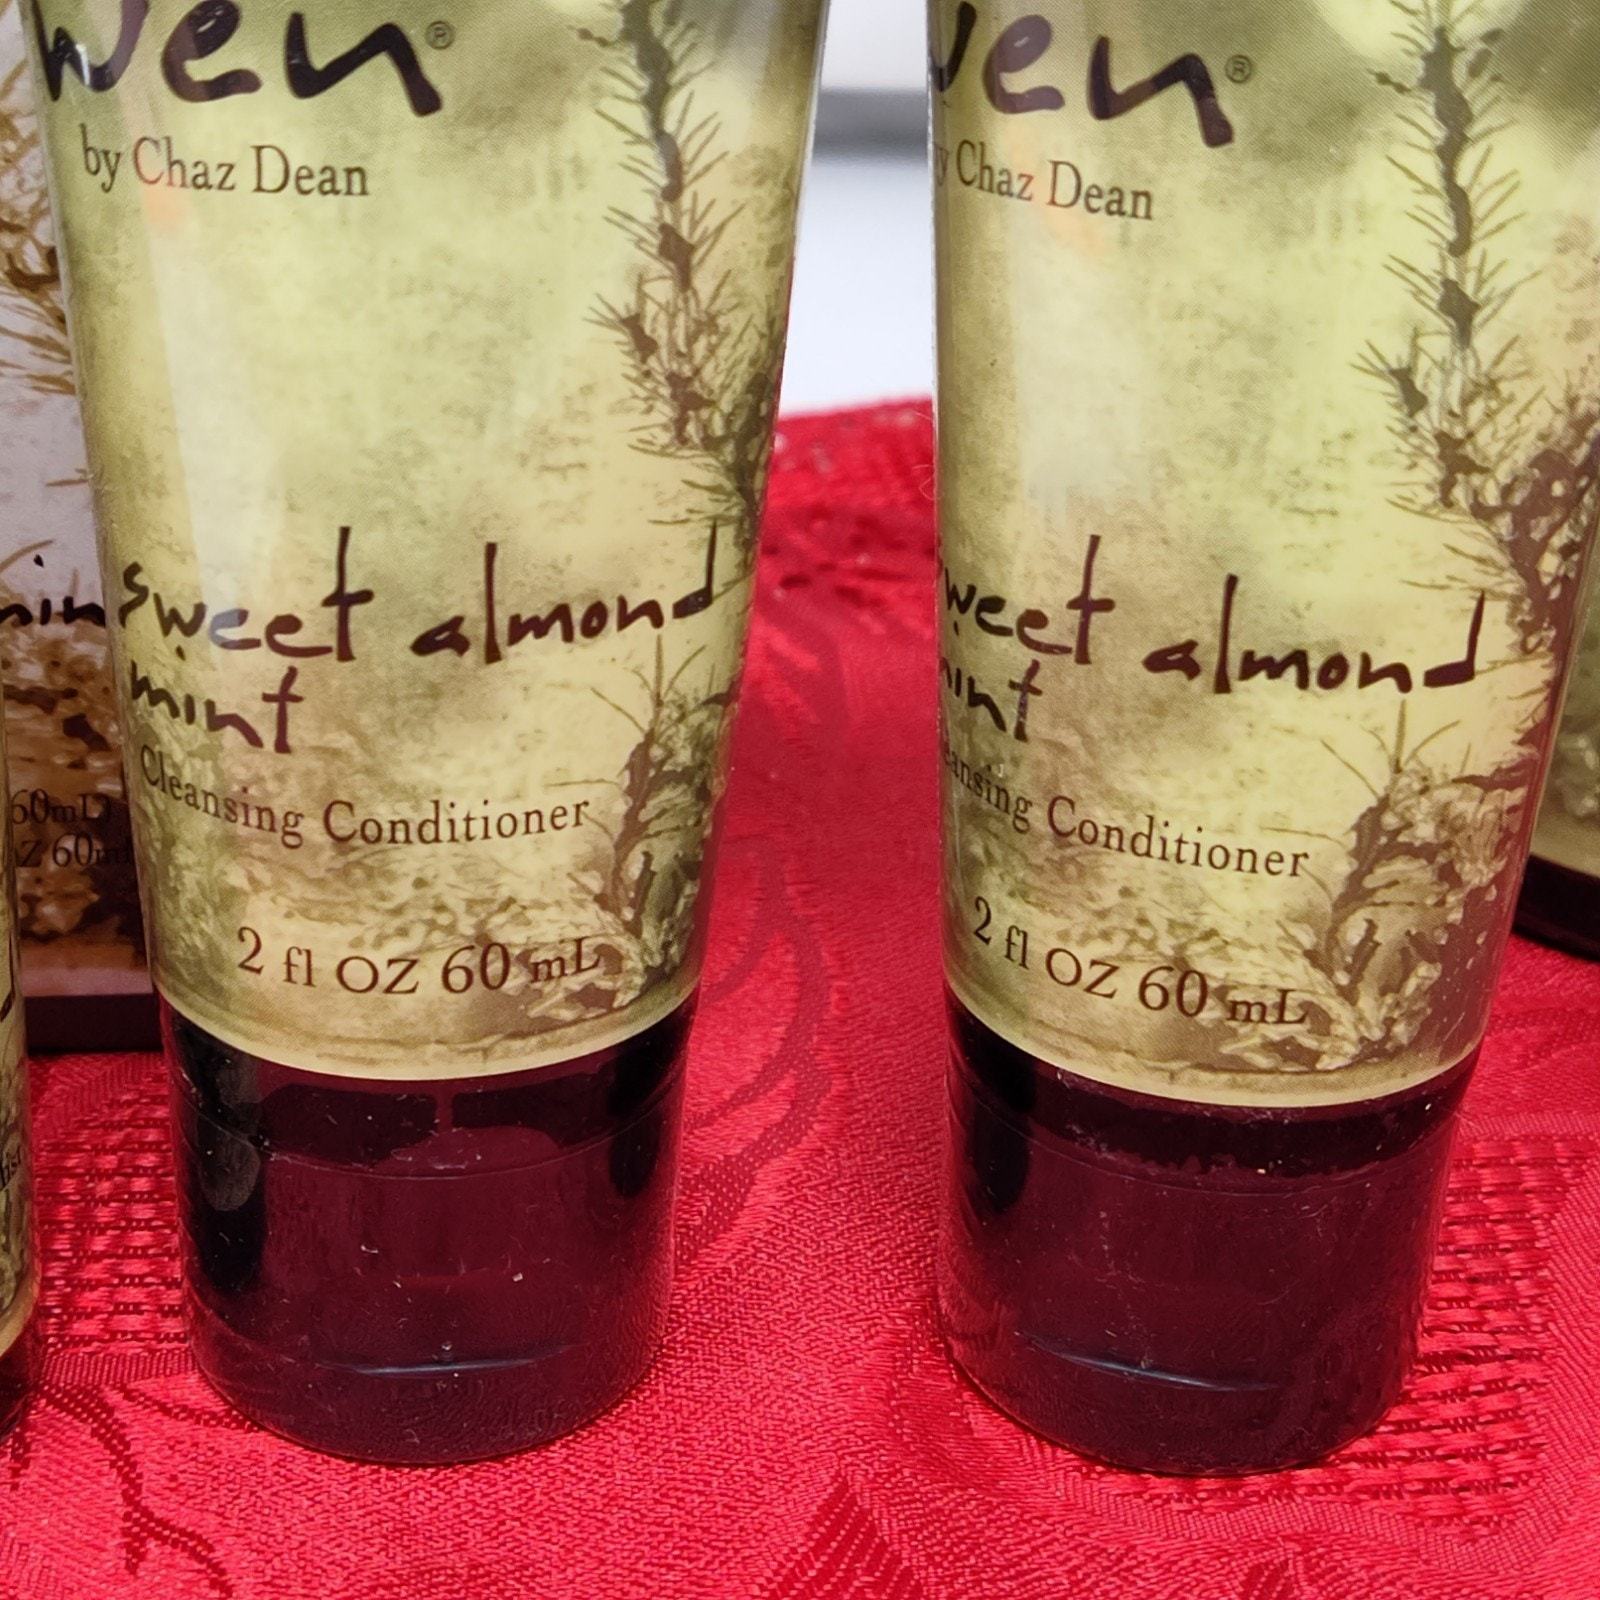 wen®
by Chaz Dean
sweet almond
mint
Cleansing Conditioner
2 fl OZ 60 mL
wen®
by Chaz Dean
sweet almond
mint
Cleansing Conditioner
2 fl OZ 60 mL
60mL)